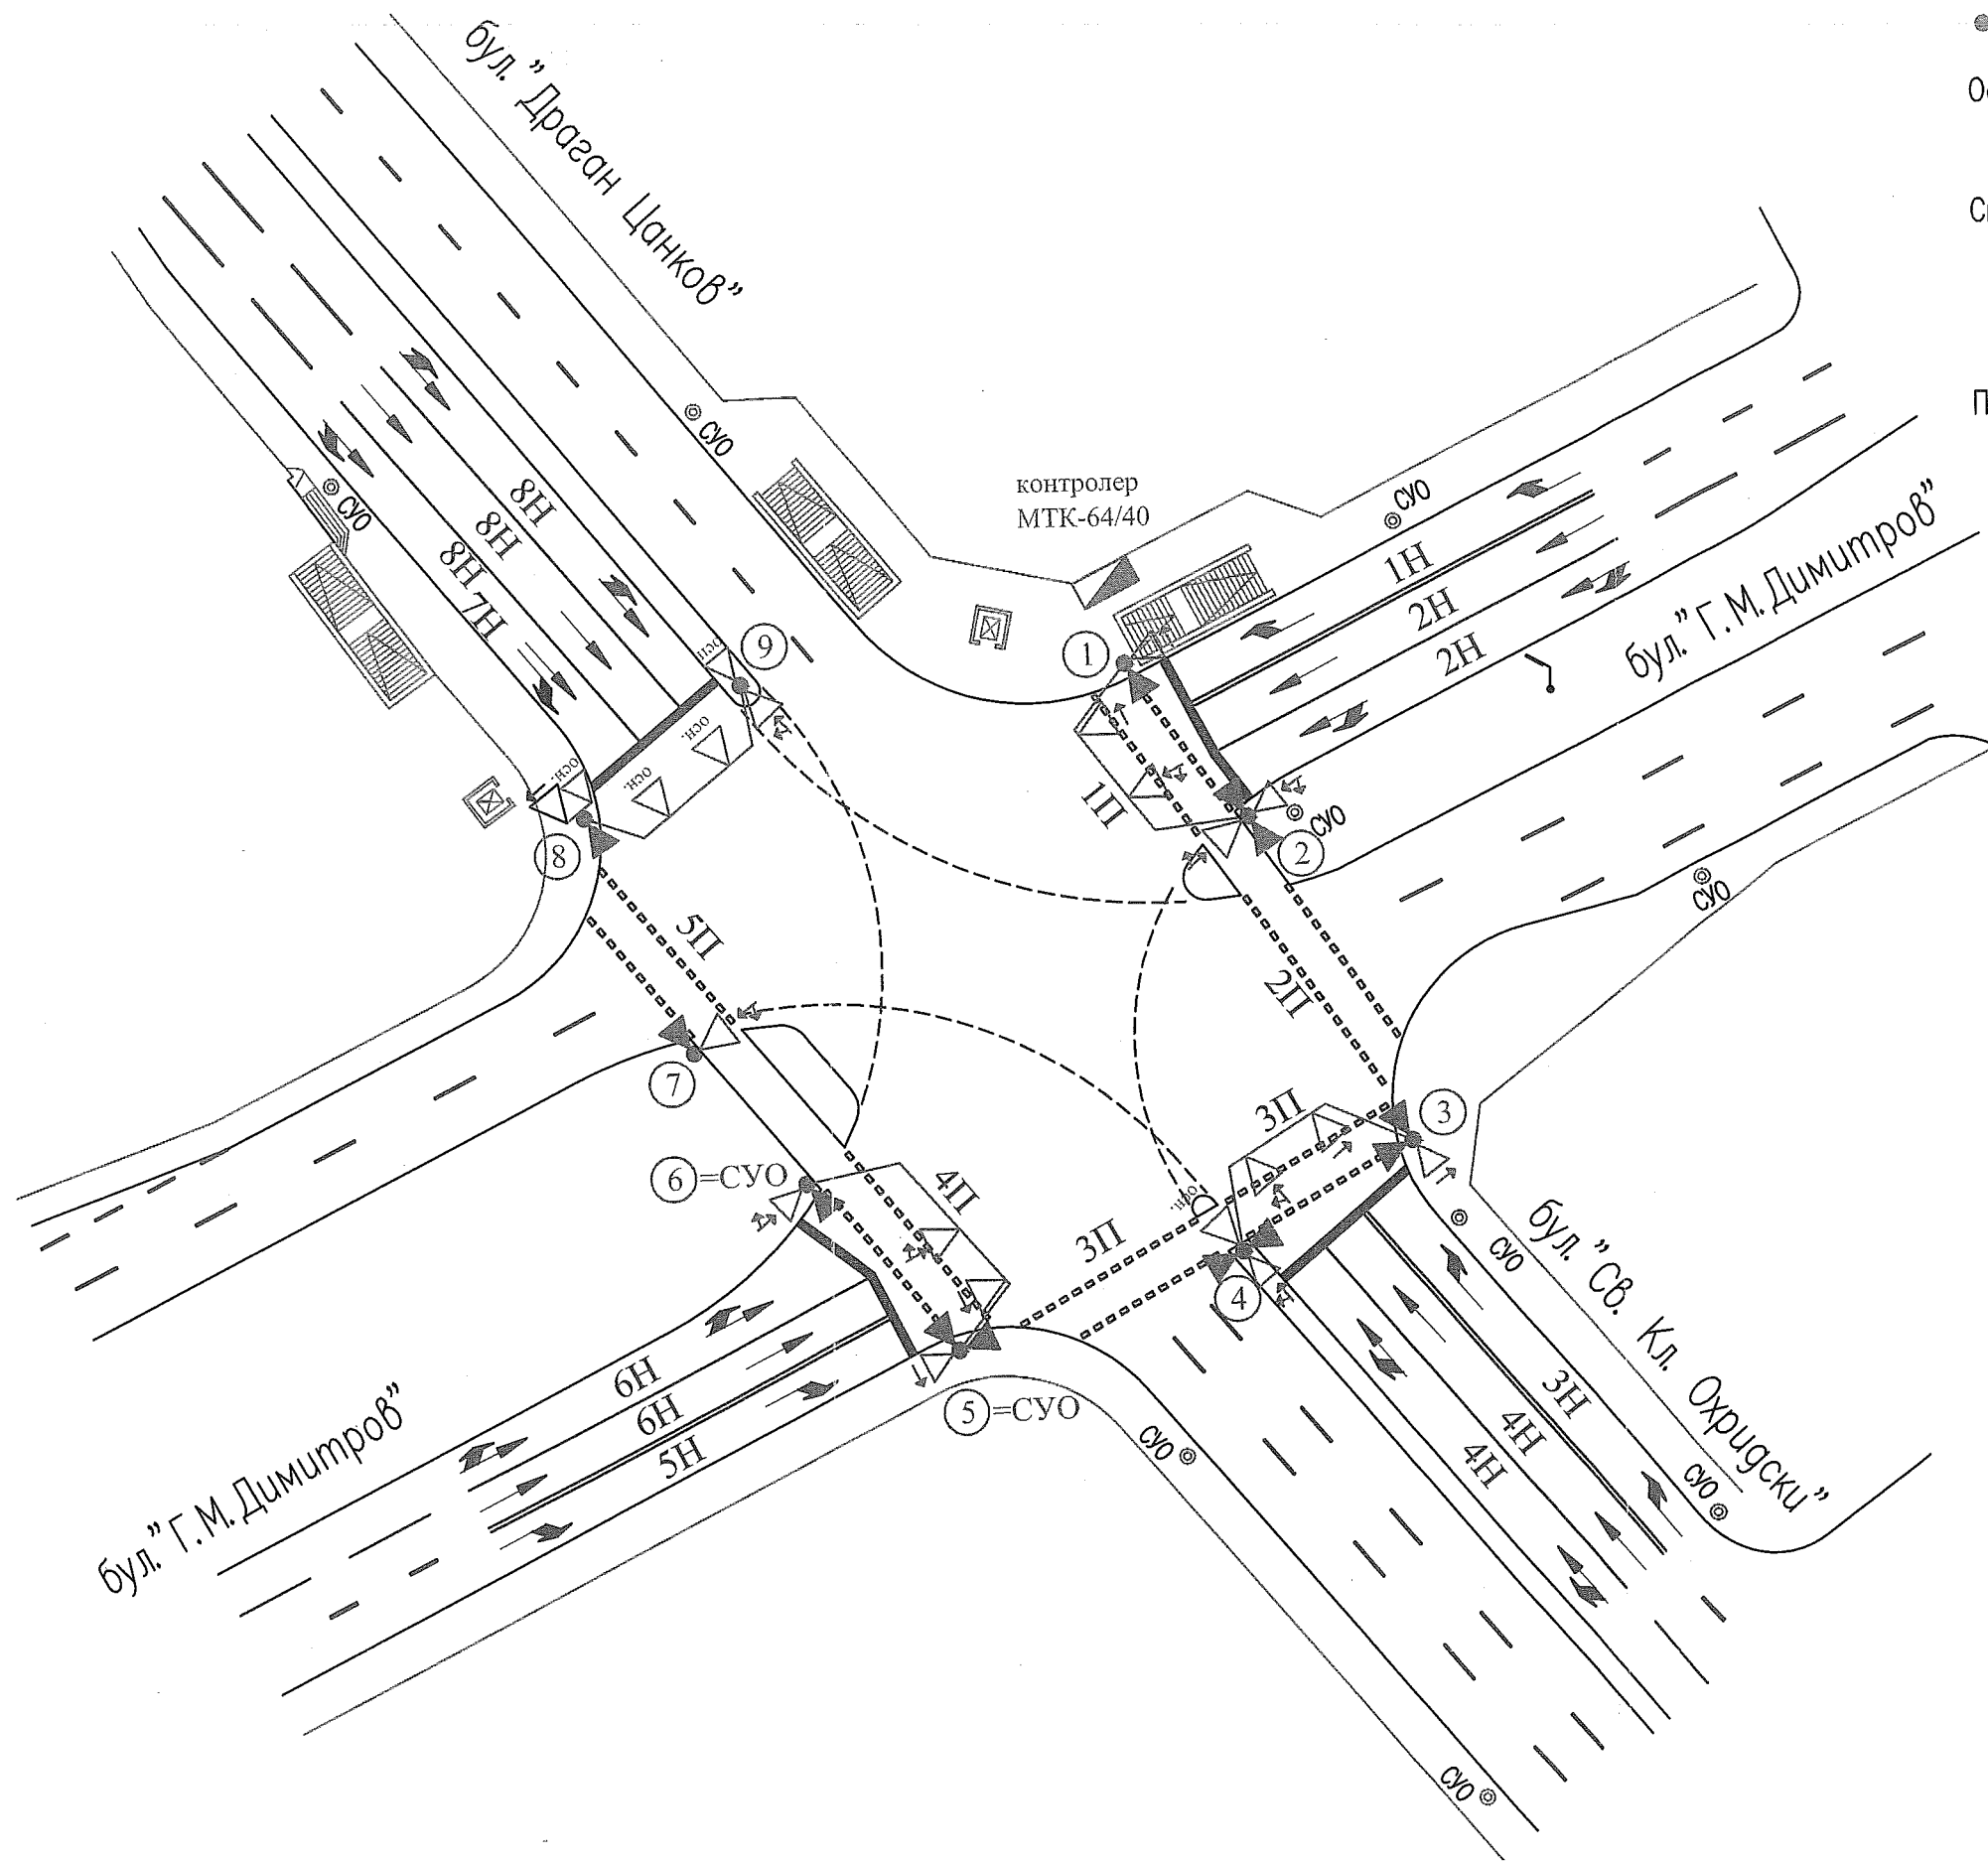 бул. "Драган Цанков"
контролер
МТК-64/40
СУО
СУО
СУО
8Н
8Н
8Н
7Н
1Н
2Н
2Н
бул." Г. М. Димитров"
осн.
9
осн.
осн.
осн.
8
1
1П
СУО
2
СУО
5П
2П
7
3
3П
6=СУО
4П
осн.
3П
4
СУО
бул. "Св. Кл. Охридски"
6Н
6Н
5Н
5=СУО
3Н
4Н
4Н
бул." Г. М. Димитров"
СУО
СУО
СУО